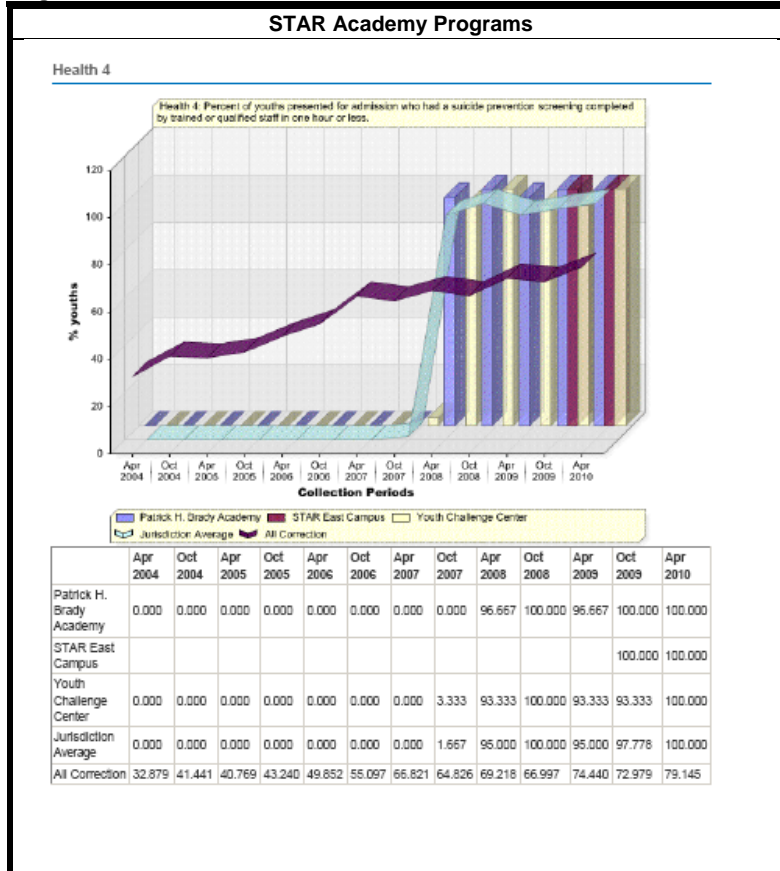 STAR Academy Programs
Health 4
Health 4: Percent of youths presented for admission who had a suicide prevention screening completed
by trained or qualified staff in one hour or less.
120
100
80
60
40
20
0
% youths
Apr Oct Apr Oct Apr Oct Apr Oct Apr Oct Apr Oct Apr
2004 2004 2005 2005 2006 2006 2007 2007 2008 2008 2009 2009 2010
Collection Periods
Patrick H. Brady Academy STAR East Campus Youth Challenge Center
Jurisdiction Average All Correction
Apr Oct Apr Oct Apr Oct Apr Oct Apr Oct Apr Oct Apr
2004 2004 2005 2005 2006 2006 2007 2007 2008 2008 2009 2009 2010
Patrick H.
Brady 0.000 0.000 0.000 0.000 0.000 0.000 0.000 0.000 96.667 100.000 96.667 100.000 100.000
Academy
STAR East
Campus 100.000 100.000
Youth
Challenge 0.000 0.000 0.000 0.000 0.000 0.000 0.000 3.333 93.333 100.000 93.333 93.333 100.000
Center
Jurisdiction
Average 0.000 0.000 0.000 0.000 0.000 0.000 0.000 1.667 95.000 100.000 95.000 97.778 100.000
All Correction 32.879 41.441 40.769 43.240 49.852 55.097 66.821 64.826 69.218 66.997 74.440 72.979 79.145